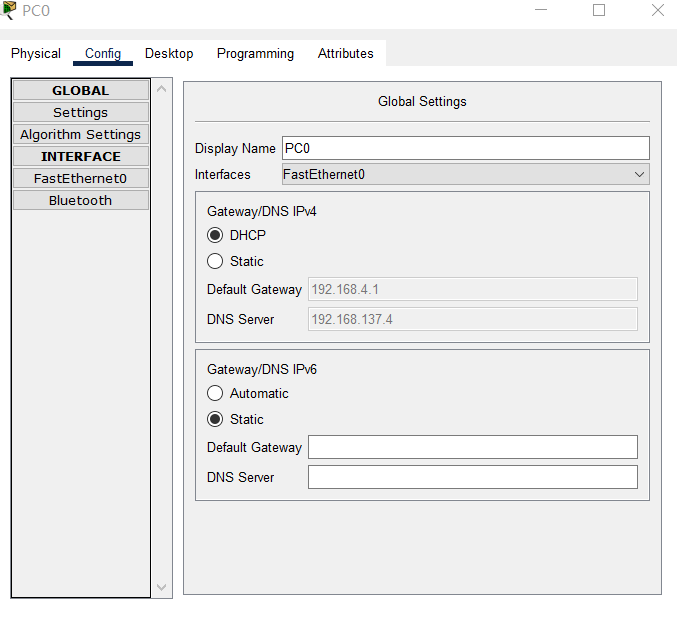 PC0
Physical Config Desktop Programming Attributes
GLOBAL
Settings
Algorithm Settings
INTERFACE
FastEthernet0
Bluetooth
Global Settings
Display Name PC0
Interfaces FastEthernet0
Gateway/DNS IPv4
DHCP
Static
Default Gateway 192.168.4.1
DNS Server 192.168.137.4
Gateway/DNS IPv6
Automatic
Static
Default Gateway
DNS Server